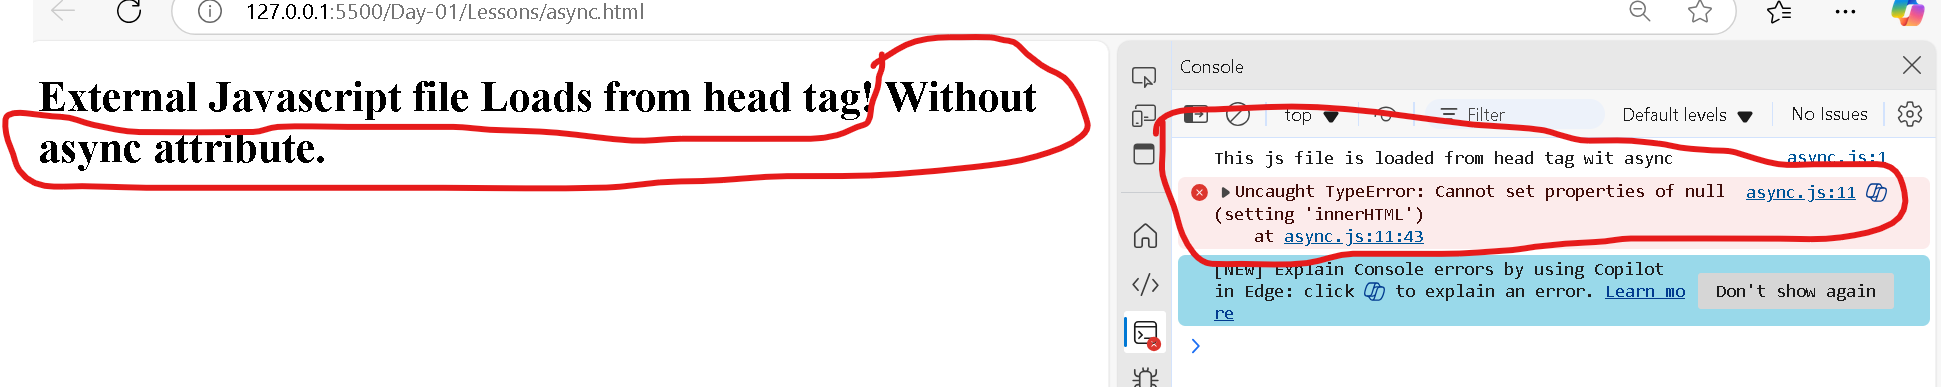 127.0.0.1:5500/Day-01/Lessons/async.html
External Javascript file Loads from head tag! Without
async attribute.
Console
top
Filter
Default levels
No Issues
This js file is loaded from head tag wit async async.js:1
Uncaught TypeError: Cannot set properties of null async.js:11
(setting 'innerHTML')
at async.js:11:43
[NEW] Explain Console errors by using Copilot
in Edge: click to explain an error. Learn mo
re
Don't show again